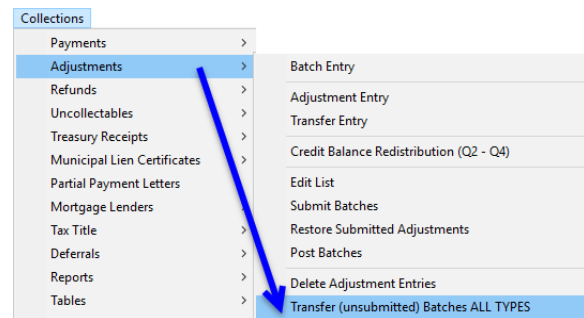 Collections
Payments
Adjustments
Refunds
Uncollectables
Treasury Receipts
Municipal Lien Certificates
Partial Payment Letters
Mortgage Lenders
Tax Title
Deferrals
Reports
Tables
Batch Entry
Adjustment Entry
Transfer Entry
Credit Balance Redistribution (Q2 - Q4)
Edit List
Submit Batches
Restore Submitted Adjustments
Post Batches
Delete Adjustment Entries
Transfer (unsubmitted) Batches ALL TYPES